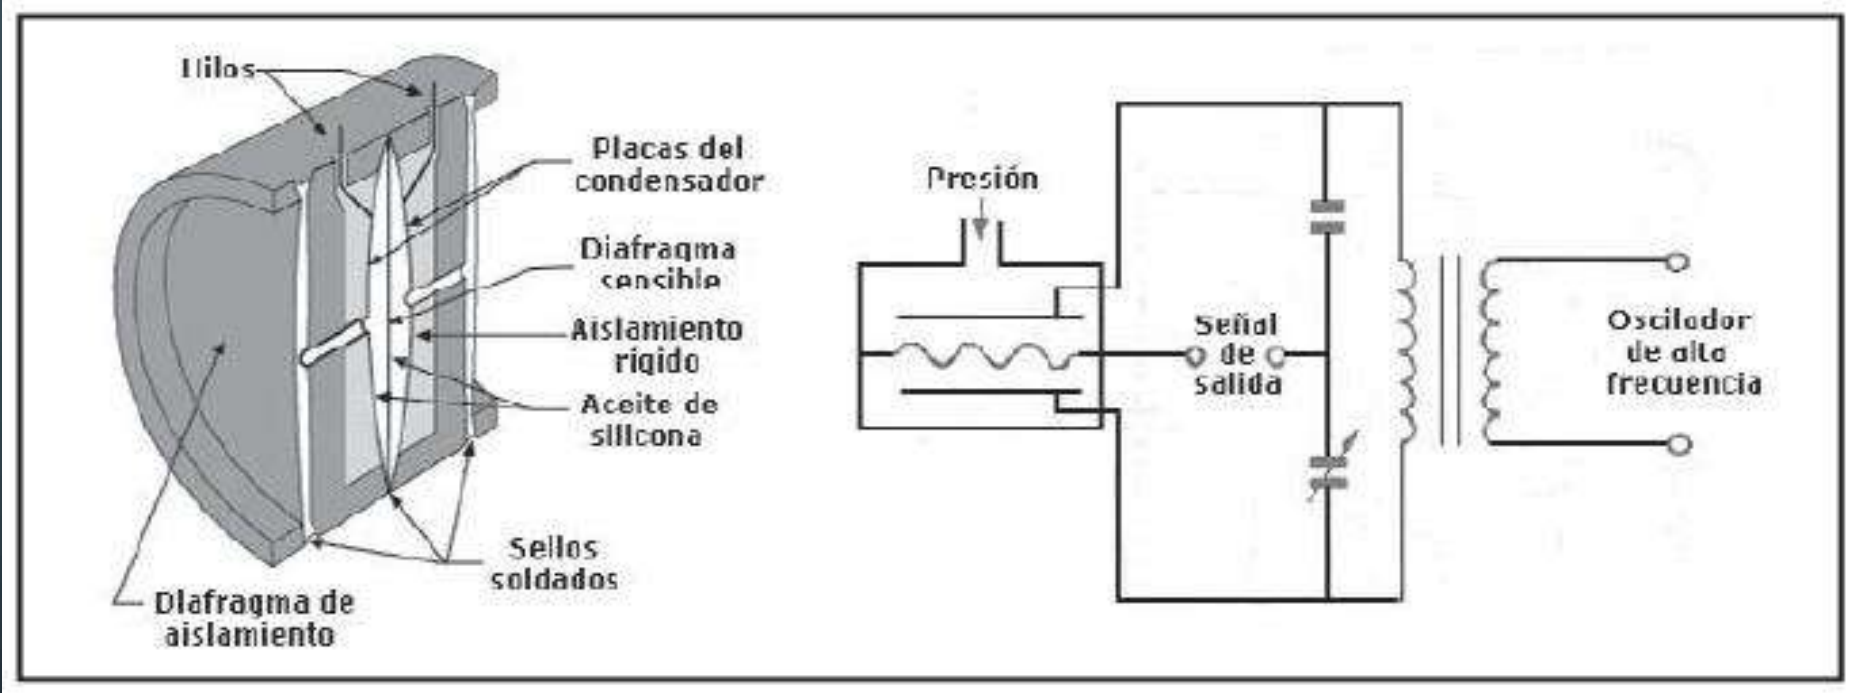 Hilos
Placas del
condensador
Diafragma
sensible
Aislamiento
rígido
Aceite de
silicona
Sellos
soldados
Diafragma de
aislamiento
Presión
Señal
de
salida
Oscilador
de alta
frecuencia